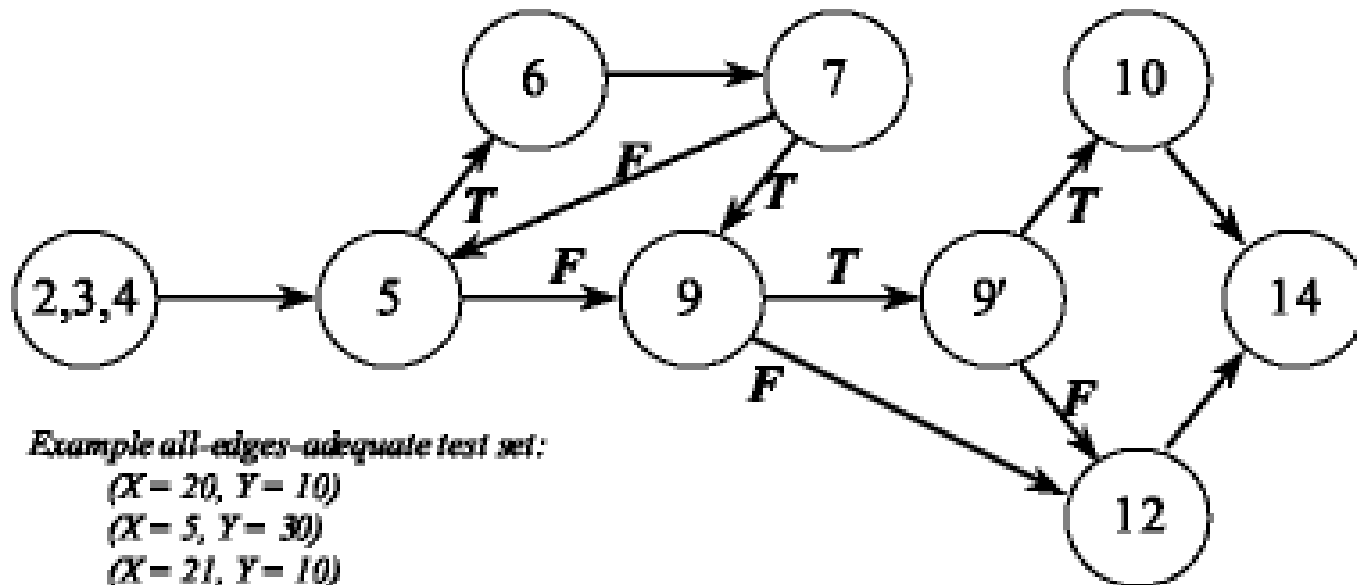 6
7
10
F
T
T
T
2,3,4
5
F
9
T
9'
14
F
F
12
Example all-edges-adequate test set:
(X = 20, Y = 10)
(X = 5, Y = 30)
(X = 21, Y = 10)